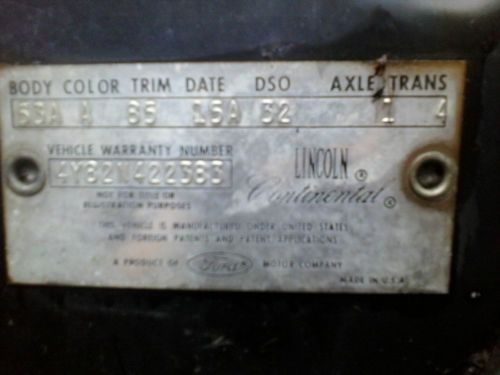 BODY COLOR TRIM DATE DSO AXLE TRANS
53A A 85 15A 32 1 4
VEHICLE WARRANTY NUMBER
4Y82N422383
LINCOLN ®
Continental ®
NOT FOR TITLE OR
REGISTRATION PURPOSES
THIS VEHICLE IS MANUFACTURED UNDER UNITED STATES
AND FOREIGN PATENTS AND PATENT APPLICATIONS
A PRODUCT OF Ford MOTOR COMPANY
MADE IN U.S.A.